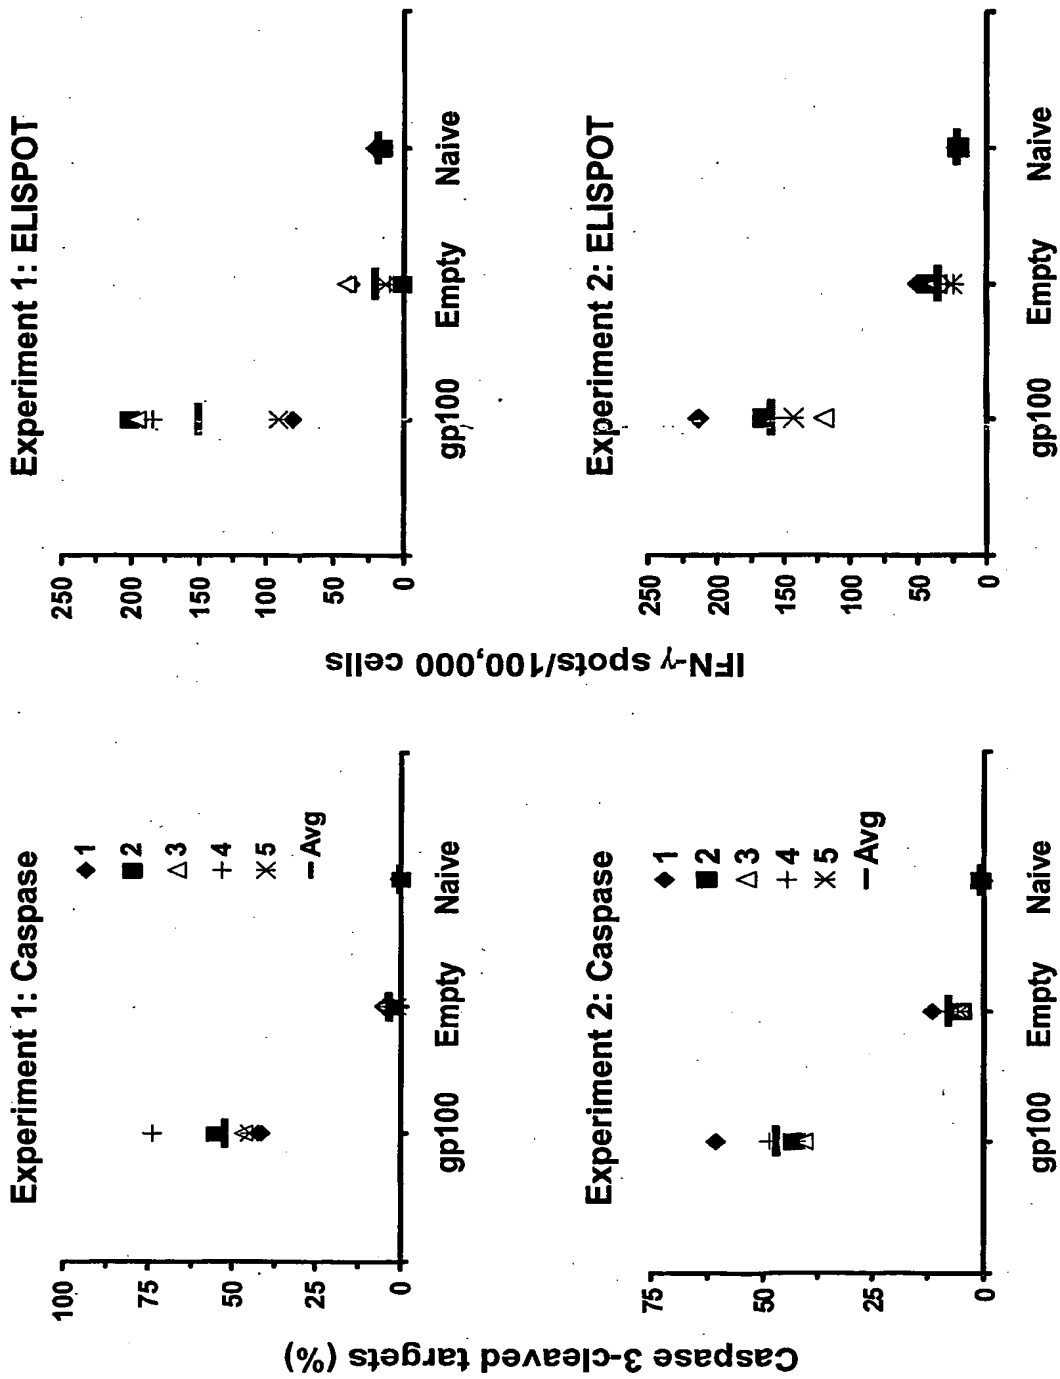 Experiment 1: Caspase
100
75
50
25
0
1
2
3
4
5
Avg
gp100
Empty
Naive
Experiment 1: ELISPOT
250
200
150
100
50
0
gp100
Empty
Naive
Caspase 3-cleaved targets (%)
IFN-γ spots/100,000 cells
Experiment 2: Caspase
75
50
25
0
1
2
3
4
5
Avg
gp100
Empty
Naive
Experiment 2: ELISPOT
250
200
150
100
50
0
gp100
Empty
Naive